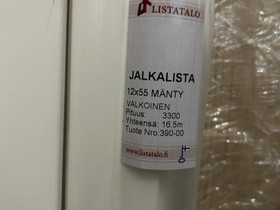 LISTATALO
JALKALISTA
12x55 MÄNTY
VALKOINEN
Pituus: 3300
Yhteensä: 16.5m
Tuote Nro:390-00
www.listatalo.fi